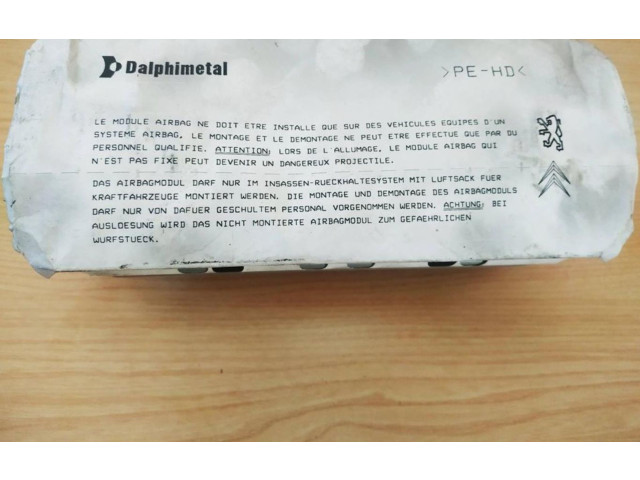 Dalphimetal
>PE-HD<
LE MODULE AIRBAG NE DOIT ETRE INSTALLE QUE SUR DES VEHICULES EQUIPES D'UN
SYSTEME AIRBAG, LE MONTAGE ET LE DEMONTAGE NE PEUT ETRE EFFECTUE QUE PAR DU
PERSONNEL QUALIFIE. ATTENTION: LORS DE L'ALLUMAGE, LE MODULE AIRBAG QUI
N'EST PAS FIXE PEUT DEVENIR UN DANGEREUX PROJECTILE.
DAS AIRBAGMODUL DARF NUR IM INSASSEN-RUECKHALTESYSTEM MIT LUFTSACK FUER
KRAFTFAHRZEUGE MONTIERT WERDEN. DIE MONTAGE UND DEMONTAGE DES AIRBAGMODULS
DARF NUR VON DAFUER GESCHULTEM PERSONAL VORGENOMMEN WERDEN. ACHTUNG: BEI
AUSLOESUNG WIRD DAS NICHT MONTIERTE AIRBAGMODUL ZUM GEFAEHRLICHEN
WURFSTUECK.